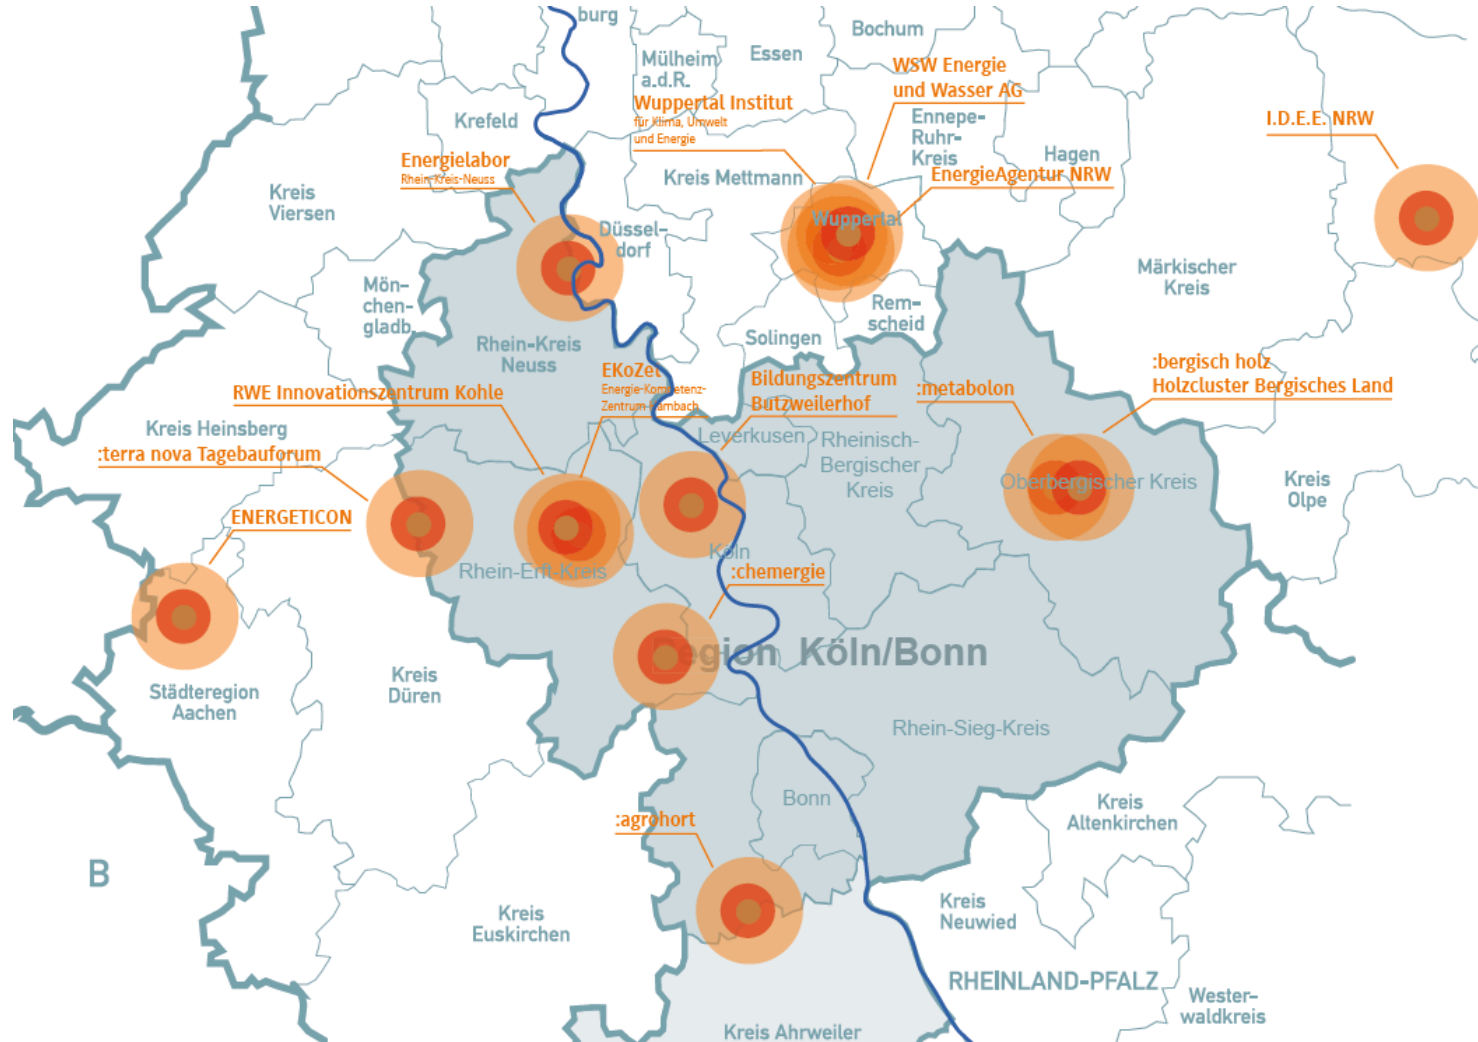 burg
Bochum
Essen
Mülheim
a.d.R.
WSW Energie
und Wasser AG
Wuppertal Institut
für Klima, Umwelt
und Energie
Krefeld
Ennepe-
Ruhr-
Kreis
Hagen
I.D.E.E. NRW
Energielabor
Rhein-Kreis-Neuss
Kreis Mettmann
EnergieAgentur NRW
Kreis
Viersen
Wuppertal
Düssel-
dorf
Märkischer
Kreis
Mön-
chen-
gladb.
Rem-
scheid
Solingen
Rhein-Kreis
Neuss
EKoZet
Energie-Kompetenz-
Zentrum Rambach
RWE Innovationszentrum Kohle
Bildungszentrum
Butzweilerhof
:metabolon
:bergisch holz
Holzcluster Bergisches Land
Kreis Heinsberg
:terra nova Tagebauforum
Leverkusen
Rheinisch-
Bergischer
Kreis
Oberbergischer Kreis
Kreis
Olpe
ENERGETICON
Köln
Rhein-Erft-Kreis
:chemergie
Region Köln/Bonn
Kreis
Düren
Städteregion
Aachen
Rhein-Sieg-Kreis
Bonn
Kreis
Altenkirchen
:agrohort
B
Kreis
Euskirchen
Kreis
Neuwied
RHEINLAND-PFALZ
Wester-
waldkreis
Kreis Ahrweiler